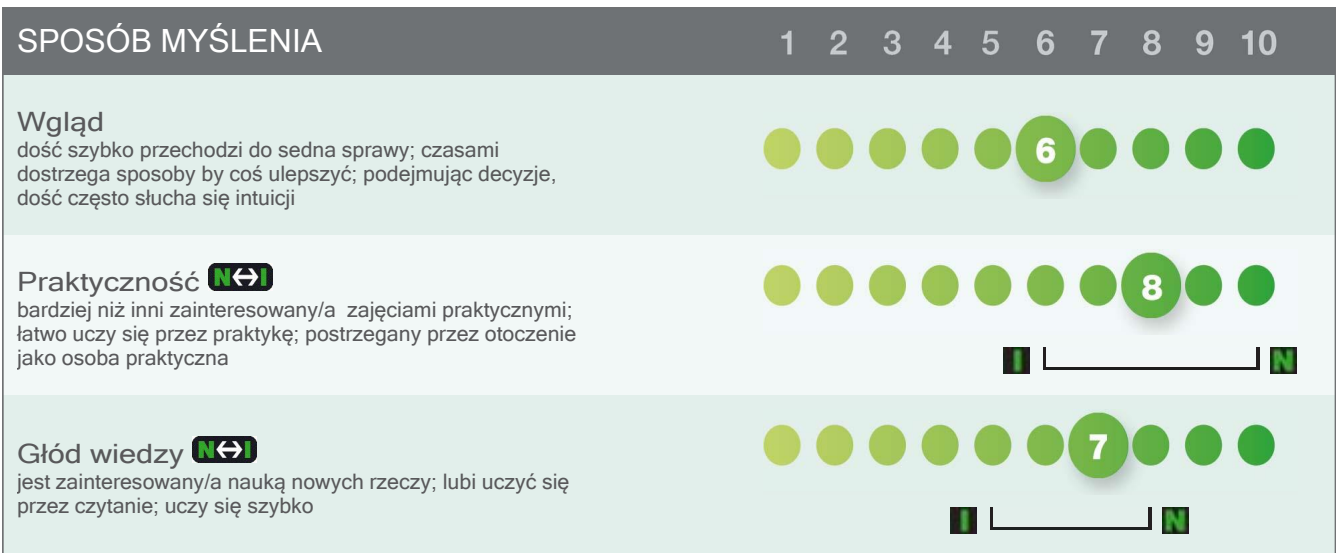 SPOSÓB MYŚLENIA 1 2 3 4 5 6 7 8 9 10
Wgląd
dość szybko przechodzi do sedna sprawy; czasami
dostrzega sposoby by coś ulepszyć; podejmując decyzje,
dość często słucha się intuicji
6
Praktyczność N↔I
bardziej niż inni zainteresowany/a zajęciami praktycznymi;
łatwo uczy się przez praktykę; postrzegany przez otoczenie
jako osoba praktyczna
8
I N
Głód wiedzy N↔I
jest zainteresowany/a nauką nowych rzeczy; lubi uczyć się
przez czytanie; uczy się szybko
7
I N